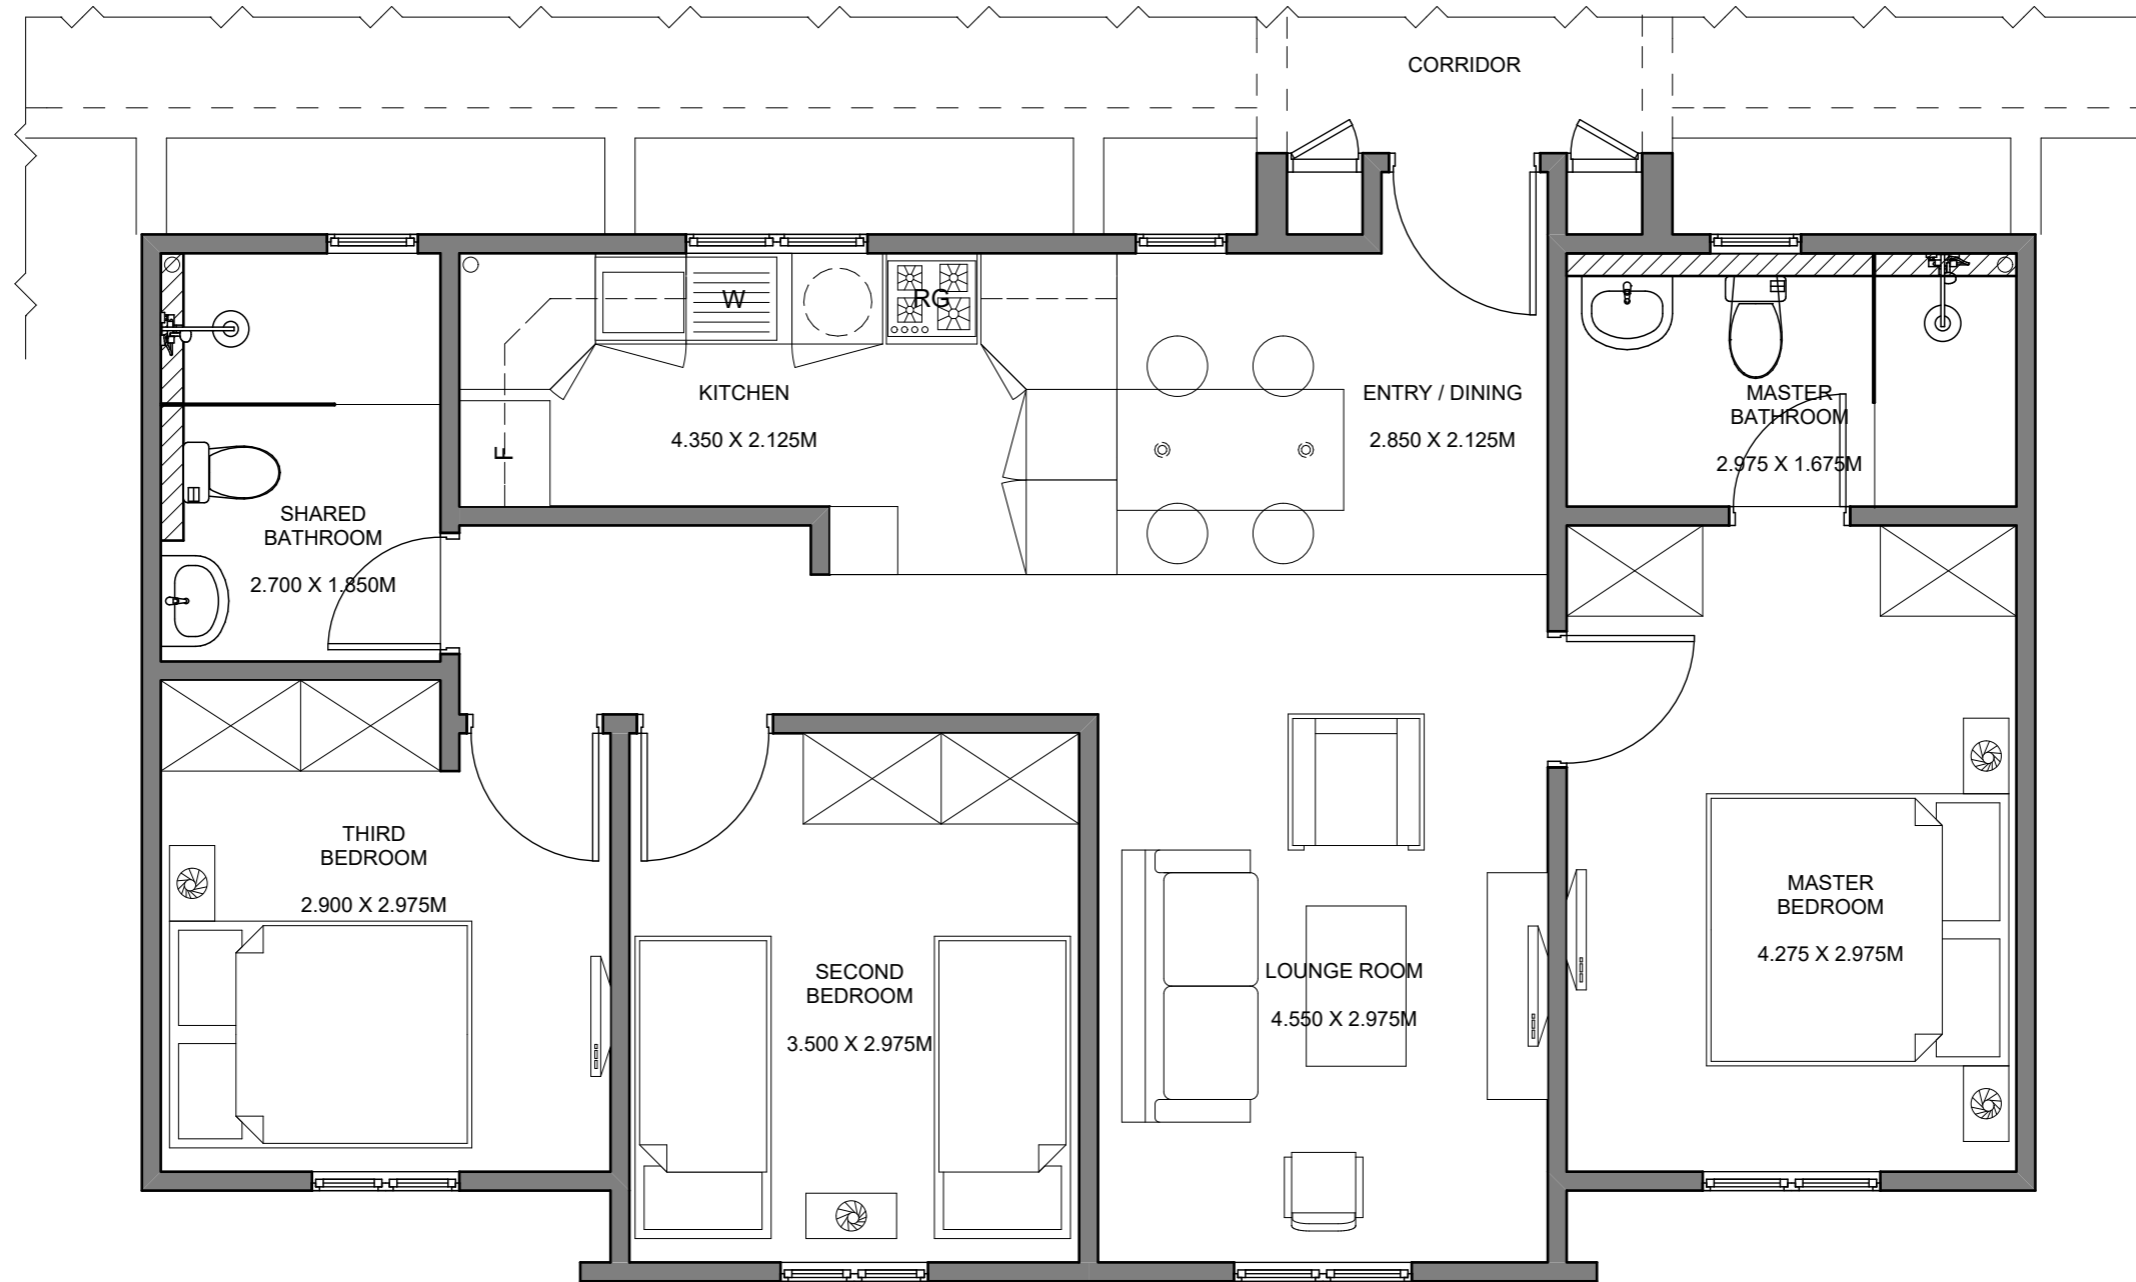 CORRIDOR
W
RG
KITCHEN
4.350 X 2.125M
F
ENTRY / DINING
2.850 X 2.125M
MASTER
BATHROOM
2.975 X 1.675M
SHARED
BATHROOM
2.700 X 1.850M
THIRD
BEDROOM
2.900 X 2.975M
SECOND
BEDROOM
3.500 X 2.975M
LOUNGE ROOM
4.550 X 2.975M
MASTER
BEDROOM
4.275 X 2.975M